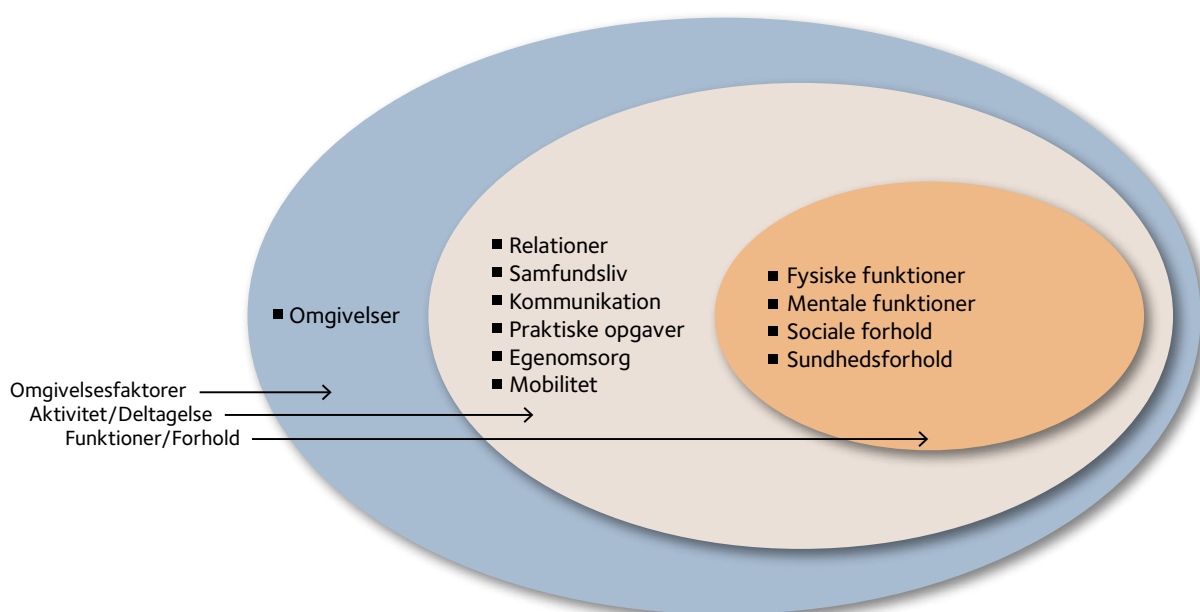 ■ Relationer
■ Samfundsliv
■ Kommunikation
■ Praktiske opgaver
■ Egenomsorg
■ Mobilitet
■ Fysiske funktioner
■ Mentale funktioner
■ Sociale forhold
■ Sundhedsforhold
■ Omgivelser
Omgivelsesfaktorer
Aktivitet/Deltagelse
Funktioner/Forhold